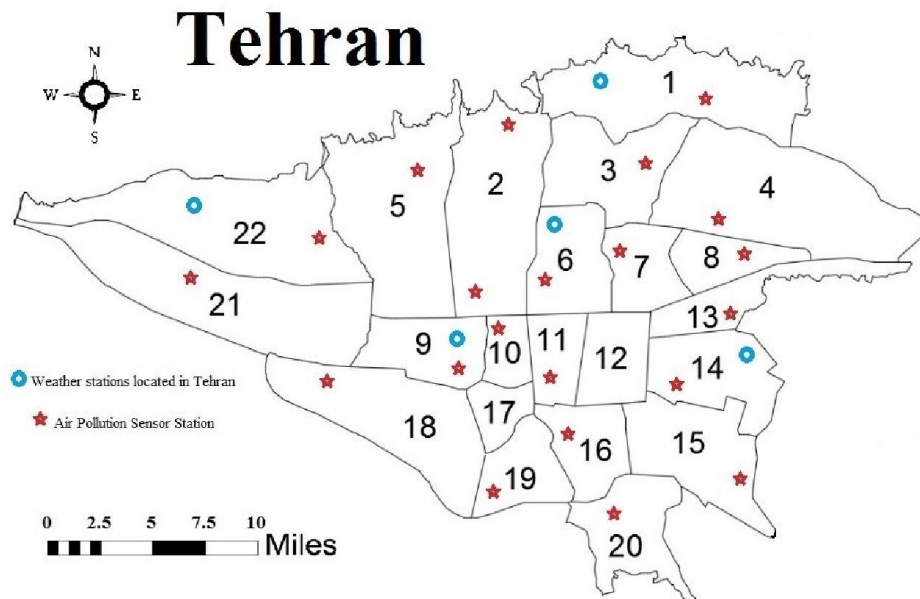 Tehran
N
W E
S
1
2
3
4
5
6
7
8
22
21
13
9
10
11
12
14
17
18
16
15
19
20
Weather stations located in Tehran
Air Pollution Sensor Station
0 2.5 5 7.5 10
Miles